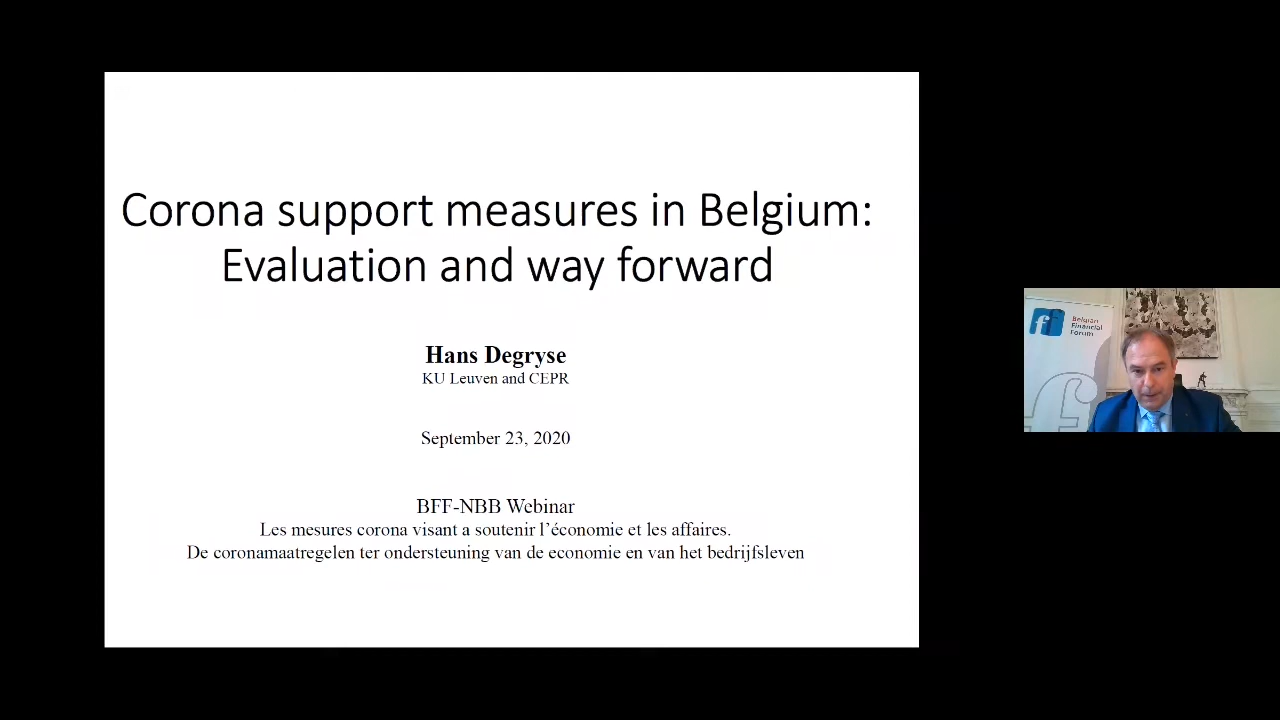 Corona support measures in Belgium:
Evaluation and way forward
Hans Degryse
KU Leuven and CEPR
September 23, 2020
BFF-NBB Webinar
Les mesures corona visant a soutenir l’économie et les affaires.
De coronamaatregelen ter ondersteuning van de economie en van het bedrijfsleven
ff
Belgian
Financial
Forum